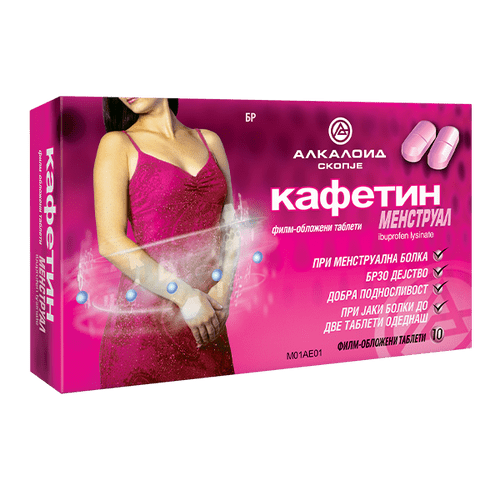 БР
АЛКАЛОИД
СКОПЈЕ
кафетин
МЕНСТРУАЛ
филм-обложени таблети
ibuprofen lysinate
ПРИ МЕНСТРУАЛНА БОЛКА
БРЗО ДЕЈСТВО
ДОБРА ПОДНОСЛИВОСТ
ПРИ ЈАКИ БОЛКИ ДО
ДВЕ ТАБЛЕТИ ОДЕДНАШ
M01AE01
ФИЛМ-ОБЛОЖЕНИ ТАБЛЕТИ 10
филм-обложени таблети
кафетин
МЕНСТРУАЛ